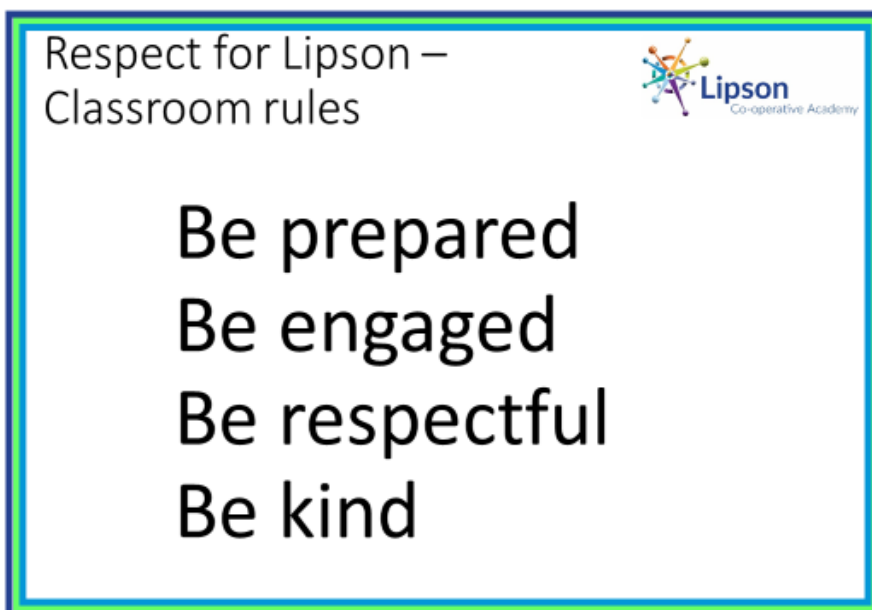 Respect for Lipson –
Classroom rules
Lipson
Co-operative Academy
Be prepared
Be engaged
Be respectful
Be kind